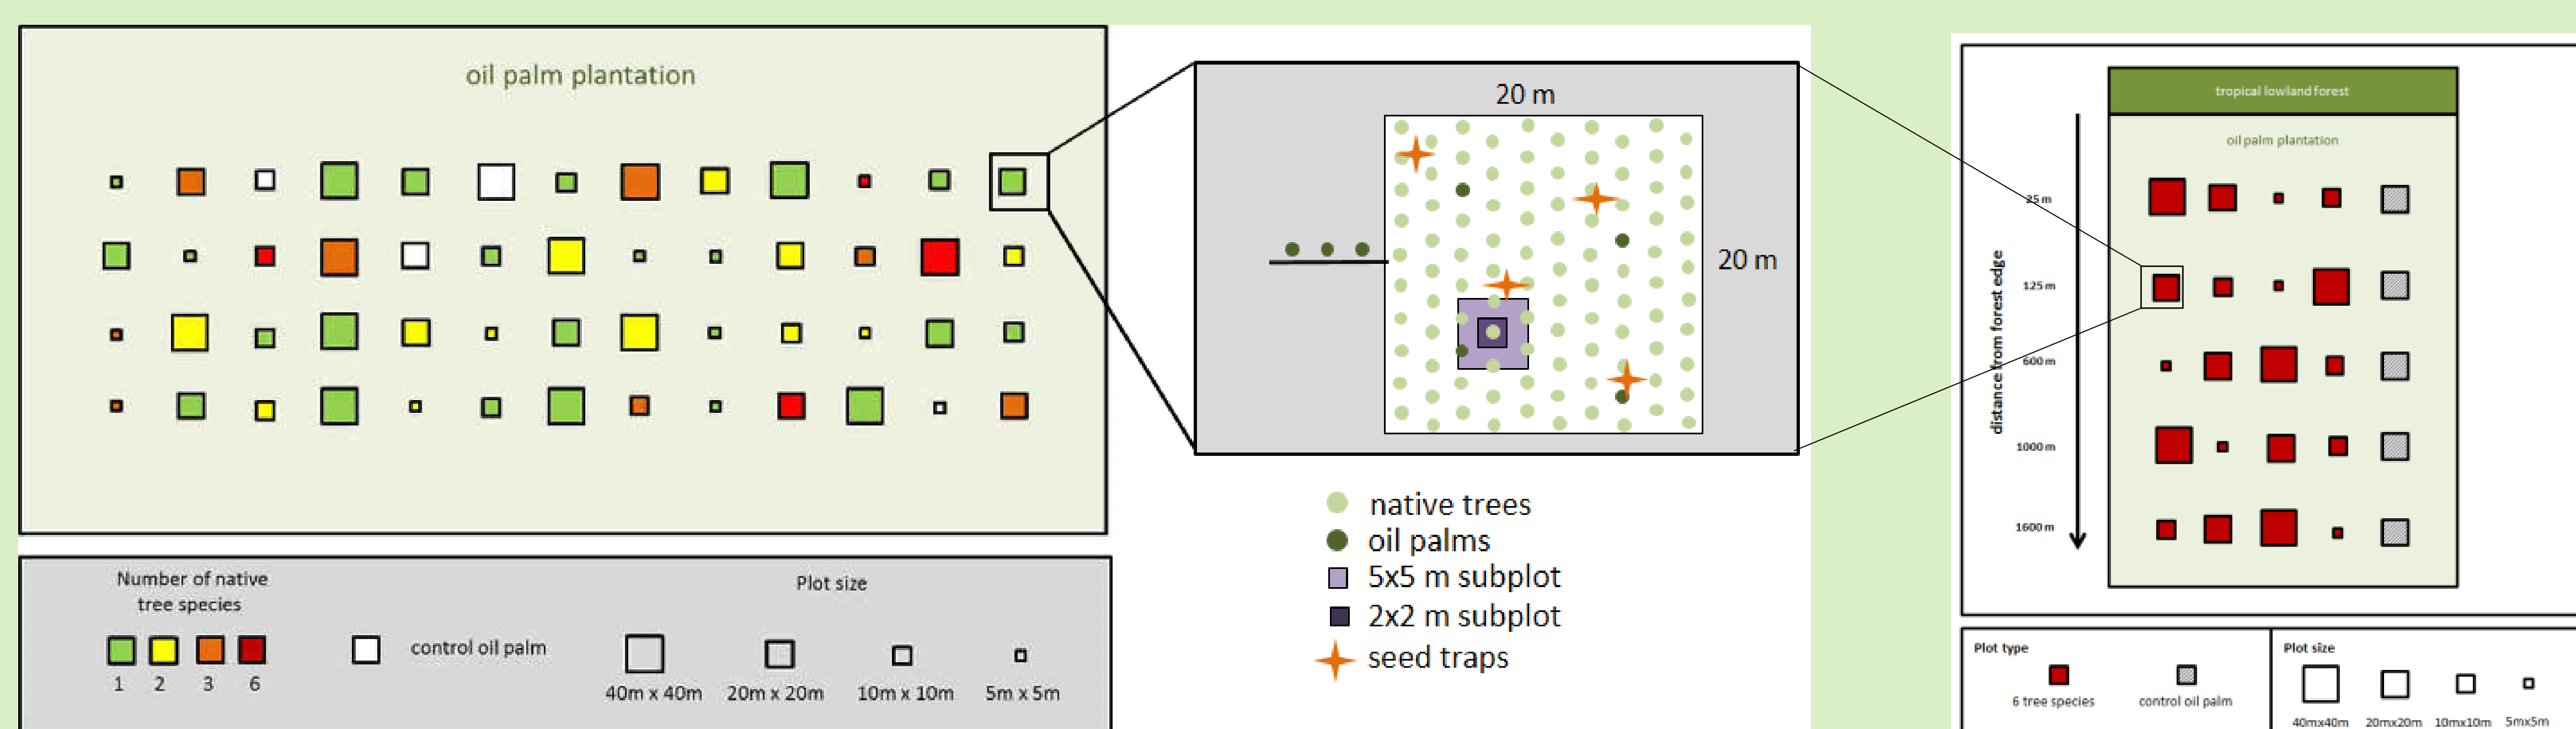 oil palm plantation
Number of native
tree species
1 2 3 6
control oil palm
Plot size
40m x 40m 20m x 20m 10m x 10m 5m x 5m
20 m
20 m
native trees
oil palms
5x5 m subplot
2x2 m subplot
seed traps
tropical lowland forest
oil palm plantation
distance from forest edge
25 m
125 m
600 m
1000 m
1600 m
Plot type
6 tree species
control oil palm
Plot size
40mx40m 20mx20m 10mx10m 5mx5m